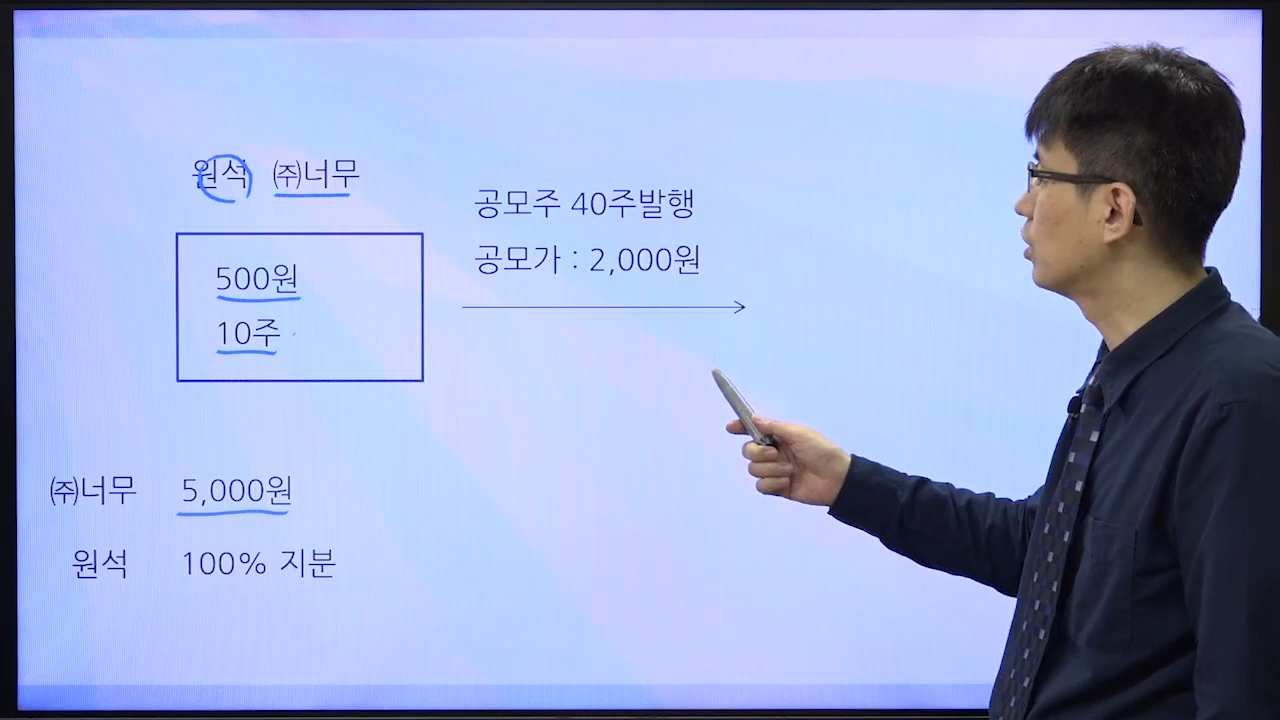 원석 ㈜너무
500원
10주
공모주 40주발행
공모가 : 2,000원
㈜너무 5,000원
원석 100% 지분